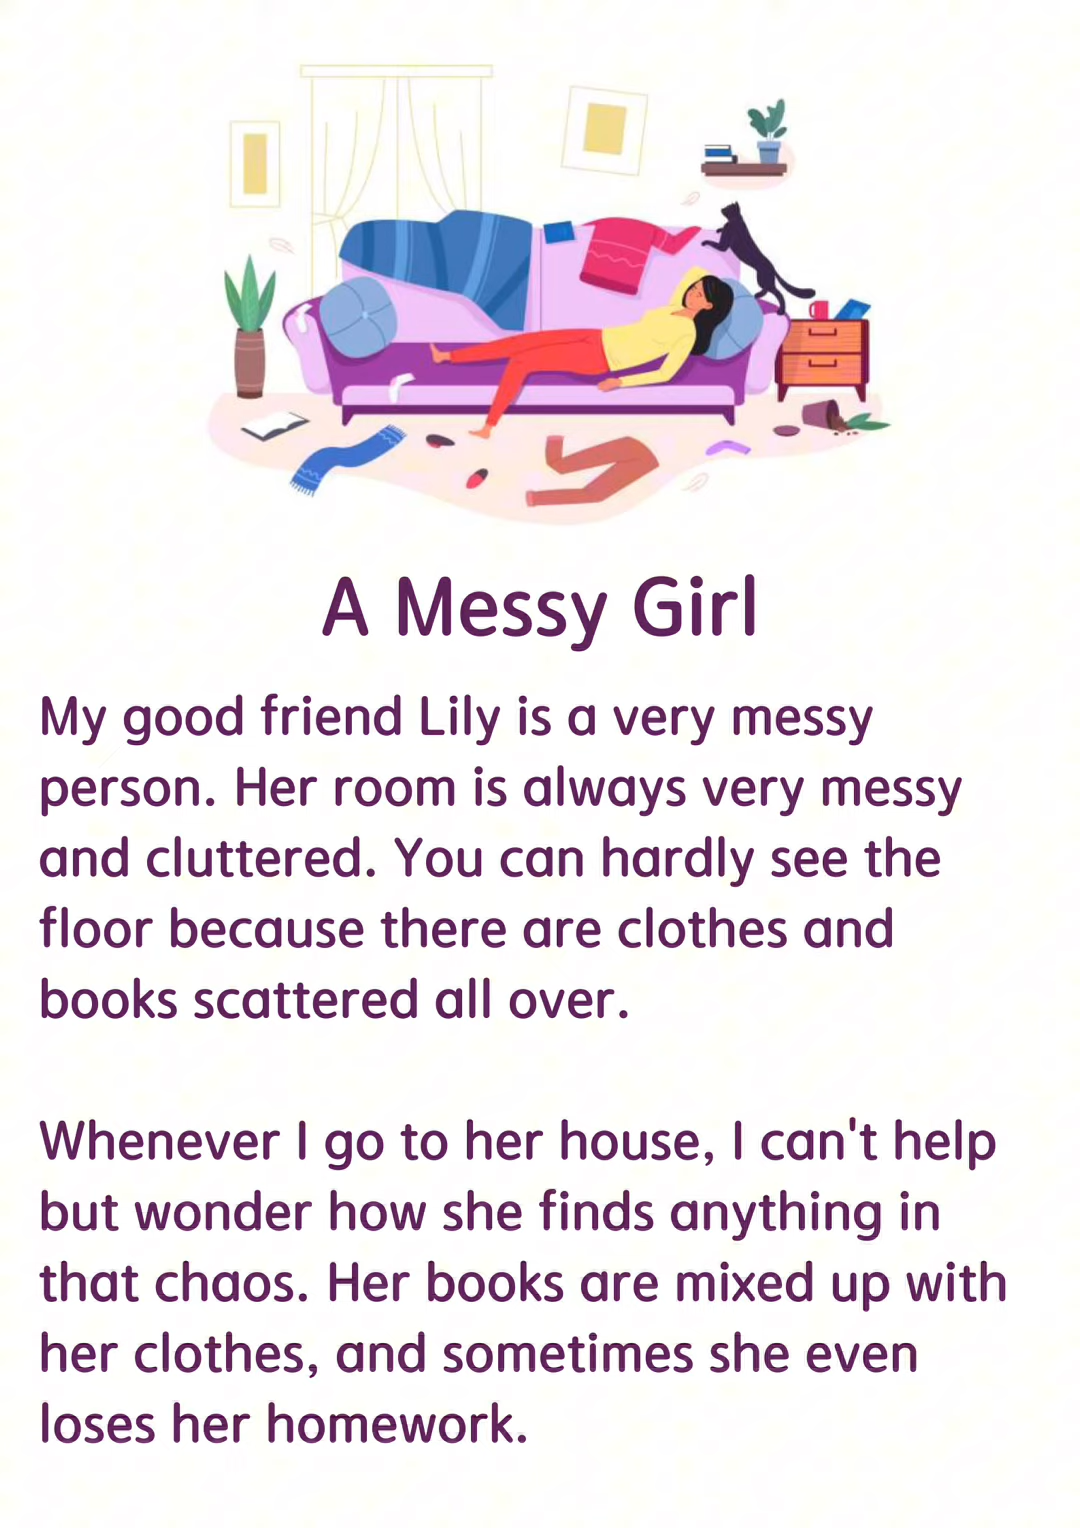 A Messy Girl
My good friend Lily is a very messy
person. Her room is always very messy
and cluttered. You can hardly see the
floor because there are clothes and
books scattered all over.
Whenever I go to her house, I can't help
but wonder how she finds anything in
that chaos. Her books are mixed up with
her clothes, and sometimes she even
loses her homework.